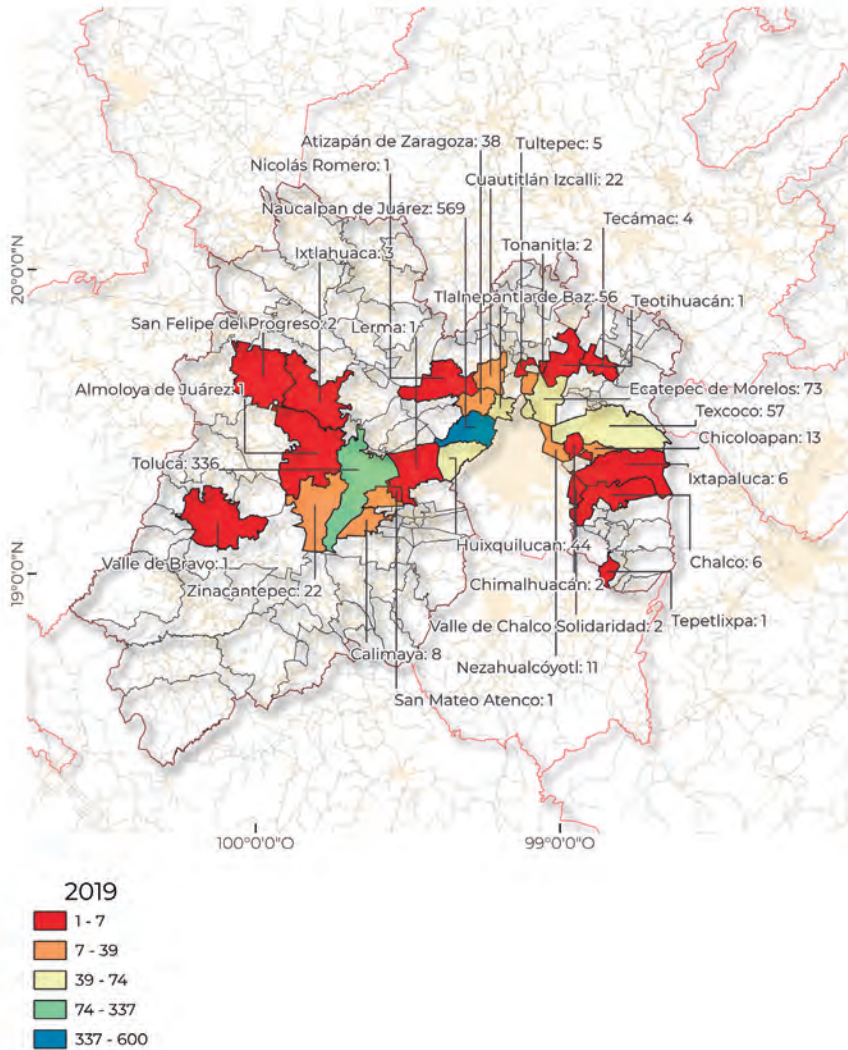 Atizapán de Zaragoza: 38
Tultepec: 5
Nicolás Romero: 1
Cuautitlán Izcalli: 22
Naucalpan de Juárez: 569
Tecámac: 4
Ixtlahuaca: 3
Tonanitla: 2
20°0'0"N
Tlalnepantla de Baz: 56
Teotihuacán: 1
San Felipe del Progreso: 2
Lerma: 1
Almoloya de Juárez: 1
Ecatepec de Morelos: 73
Texcoco: 57
Chicoloapan: 13
Toluca: 336
Ixtapaluca: 6
Huixquilucan: 44
Chalco: 6
Valle de Bravo: 1
19°0'0"N
Zinacantepec: 22
Chimalhuacán: 2
Tepetlixpa: 1
Valle de Chalco Solidaridad: 2
Calimaya: 8
Nezahualcóyotl: 11
San Mateo Atenco: 1
100°0'0"O
99°0'0"O
2019
1 - 7
7 - 39
39 - 74
74 - 337
337 - 600